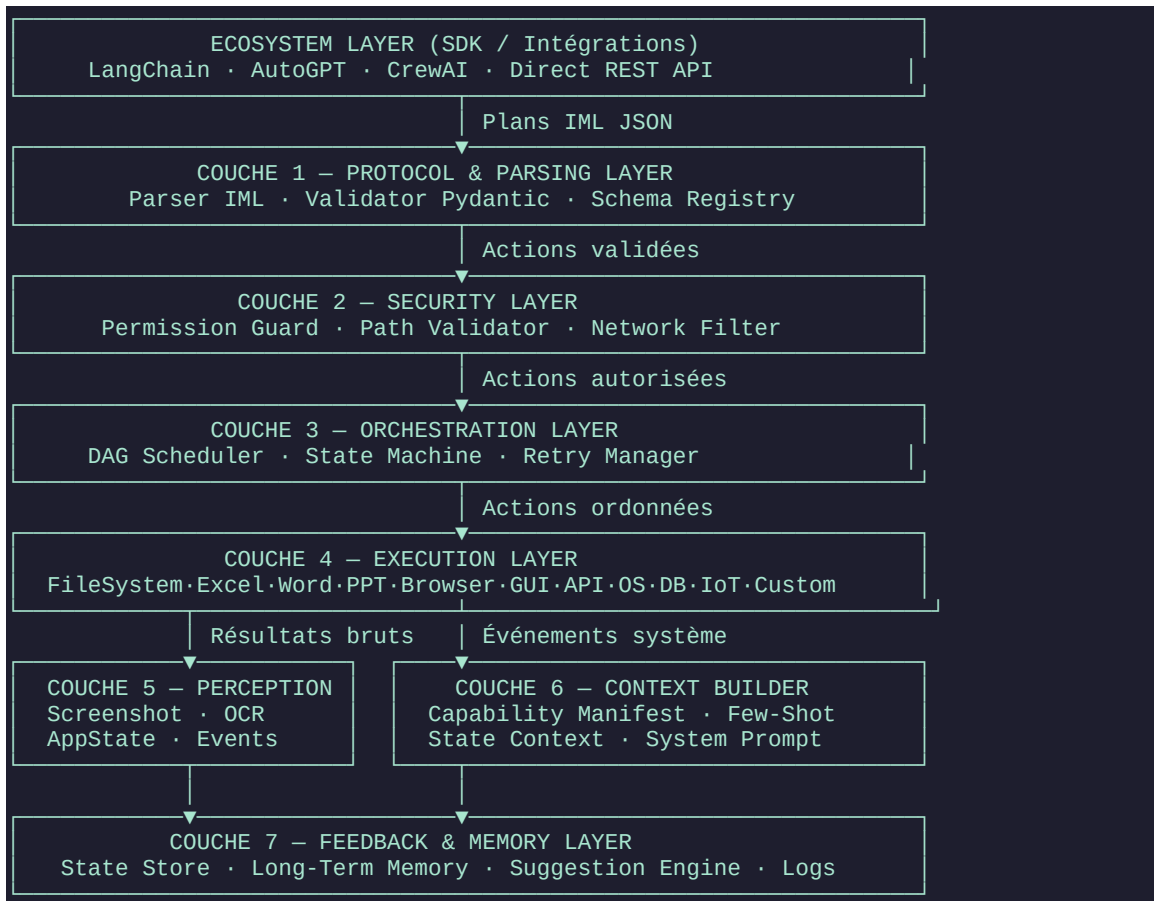 ECOSYSTEM LAYER (SDK / Intégrations)
LangChain · AutoGPT · CrewAI · Direct REST API
Plans IML JSON
COUCHE 1 — PROTOCOL & PARSING LAYER
Parser IML · Validator Pydantic · Schema Registry
Actions validées
COUCHE 2 — SECURITY LAYER
Permission Guard · Path Validator · Network Filter
Actions autorisées
COUCHE 3 — ORCHESTRATION LAYER
DAG Scheduler · State Machine · Retry Manager
Actions ordonnées
COUCHE 4 — EXECUTION LAYER
FileSystem·Excel·Word·PPT·Browser·GUI·API·OS·DB·IoT·Custom
Résultats bruts
Événements système
COUCHE 5 — PERCEPTION
Screenshot · OCR
AppState · Events
COUCHE 6 — CONTEXT BUILDER
Capability Manifest · Few-Shot
State Context · System Prompt
COUCHE 7 — FEEDBACK & MEMORY LAYER
State Store · Long-Term Memory · Suggestion Engine · Logs